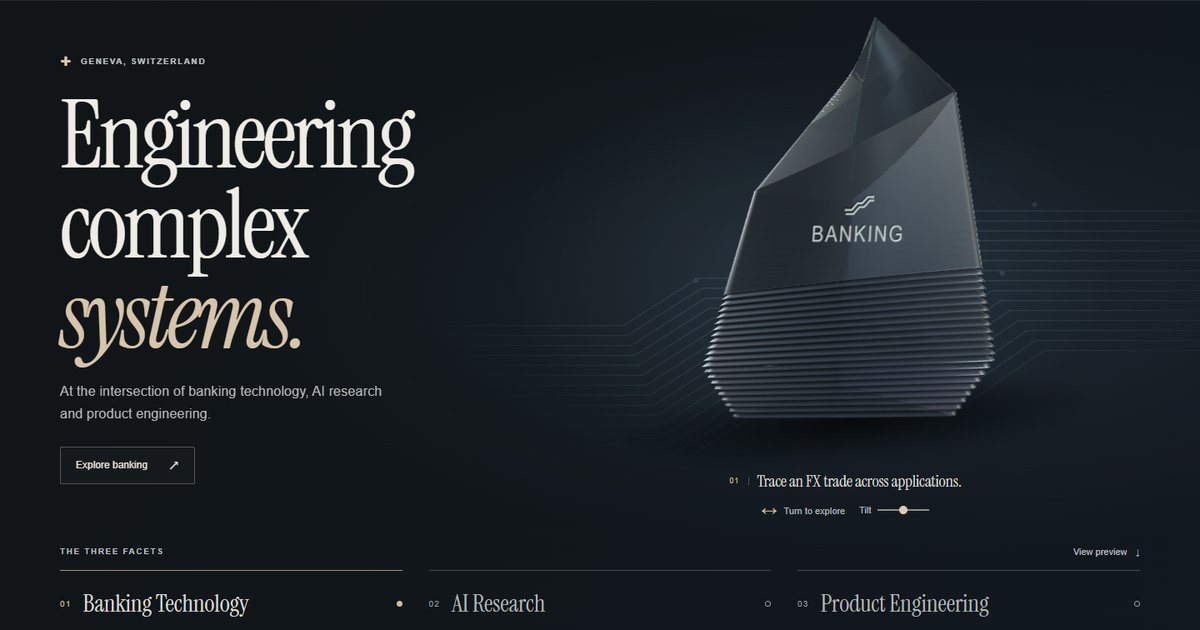 GENEVA, SWITZERLAND
Engineering
complex
systems.
At the intersection of banking technology, AI research
and product engineering.
Explore banking ↗
BANKING
01 | Trace an FX trade across applications.
↔ Turn to explore Tilt
THE THREE FACETS
View preview ↓
01 Banking Technology
02 AI Research
03 Product Engineering